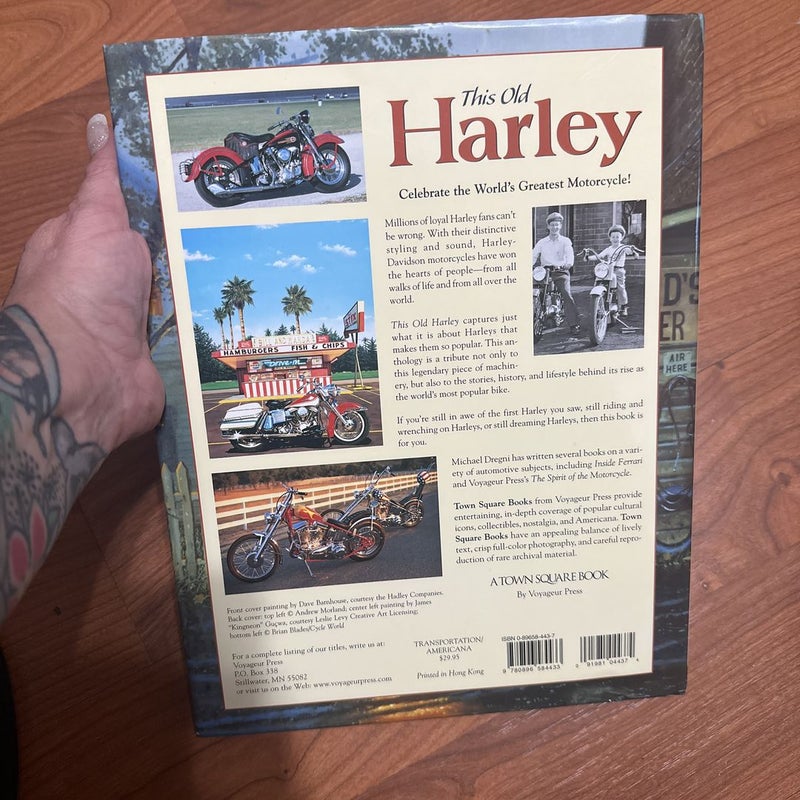 This Old
Harley
Celebrate the World's Greatest Motorcycle!
Millions of loyal Harley fans can't
be wrong. With their distinctive
styling and sound, Harley-
Davidson motorcycles have won
the hearts of people—from all
walks of life and from all over the
world.
This Old Harley captures just
what it is about Harleys that
makes them so popular. This an-
thology is a tribute not only to
this legendary piece of machin-
ery, but also to the stories, history, and lifestyle behind its rise as
the world's most popular bike.
If you're still in awe of the first Harley you saw, still riding and
wrenching on Harleys, or still dreaming Harleys, then this book is
for you.
Michael Dregni has written several books on a vari-
ety of automotive subjects, including Inside Ferrari
and Voyageur Press's The Spirit of the Motorcycle.
Town Square Books from Voyageur Press provide
entertaining, in-depth coverage of popular cultural
icons, collectibles, nostalgia, and Americana. Town
Square Books have an appealing balance of lively
text, crisp full-color photography, and careful repro-
duction of rare archival material.
A TOWN SQUARE BOOK
By Voyageur Press
HAMBURGERS FISH & CHIPS
DRIVE-IN
D'S
ER
AIR
HERE
Front cover painting by Dave Barnhouse, courtesy the Hadley Companies.
Back cover: top left © Andrew Morland; center left painting by James
"Kingneon" Guçwa, courtesy Leslie Levy Creative Art Licensing;
bottom left © Brian Blades/Cycle World
For a complete listing of our titles, write us at:
Voyageur Press
P.O. Box 338
Stillwater, MN 55082
or visit us on the Web: www.voyageurpress.com
TRANSPORTATION/
AMERICANA
$29.95
Printed in Hong Kong
ISBN 0-89658-443-7
9 780896 584433
9 91981 04437 4